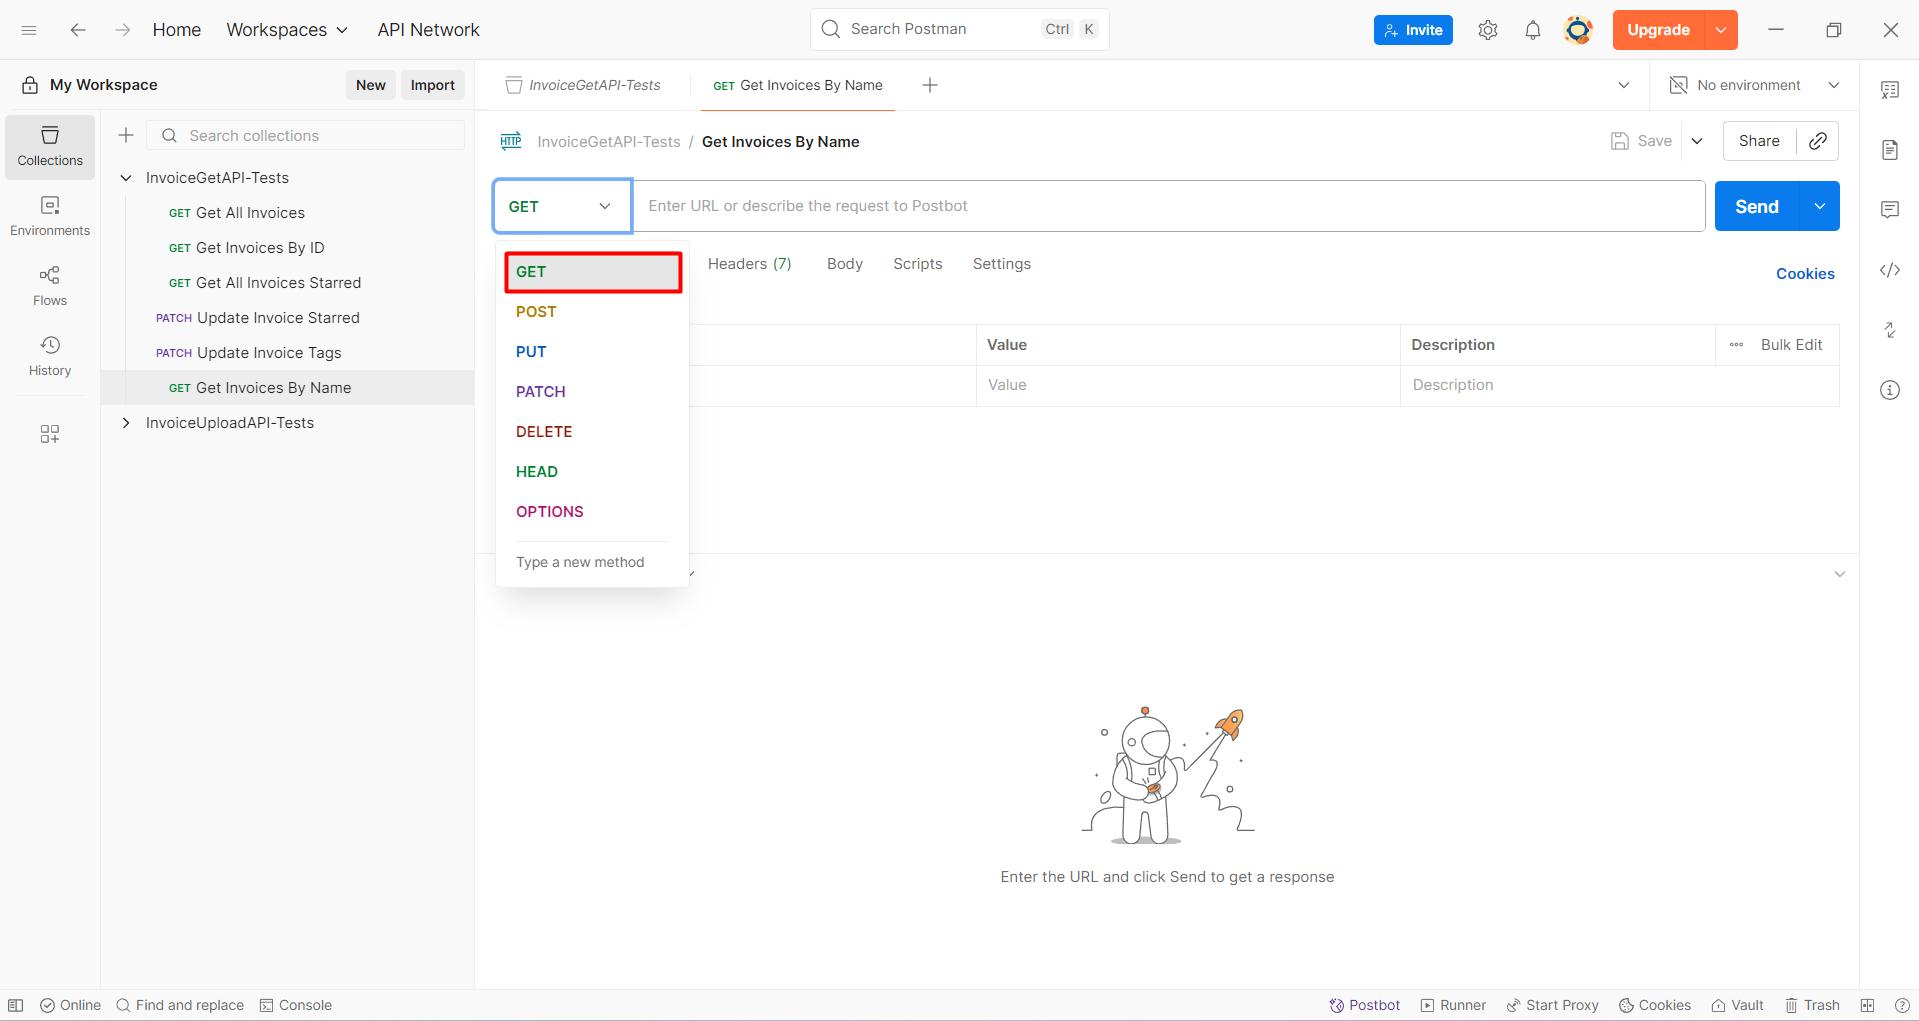 Home Workspaces API Network Search Postman Ctrl K Invite Upgrade
My Workspace New Import
InvoiceGetAPI-Tests GET Get Invoices By Name No environment
Collections
Environments
Flows
History
Search collections
InvoiceGetAPI-Tests
GET Get All Invoices
GET Get Invoices By ID
GET Get All Invoices Starred
PATCH Update Invoice Starred
PATCH Update Invoice Tags
GET Get Invoices By Name
InvoiceUploadAPI-Tests
HTTP InvoiceGetAPI-Tests / Get Invoices By Name Save Share
GET Enter URL or describe the request to Postbot Send
Headers (7) Body Scripts Settings Cookies
GET
POST
PUT
PATCH
DELETE
HEAD
OPTIONS
Type a new method
Value Description Bulk Edit
Value Description
Enter the URL and click Send to get a response
Online Find and replace Console Postbot Runner Start Proxy Cookies Vault Trash